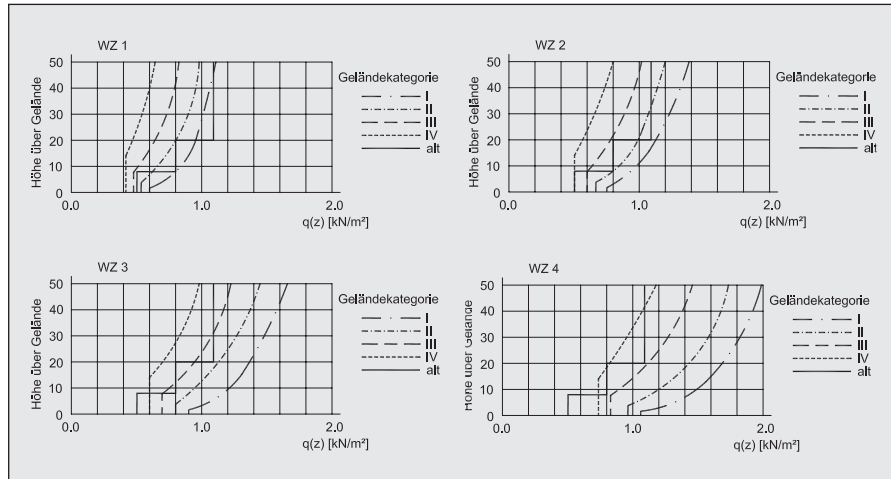 WZ 1
50
40
30
20
10
0
Höhe über Gelände
0.0
1.0
2.0
q(z) [kN/m²]
Geländekategorie
I
II
III
IV
alt
WZ 2
50
40
30
20
10
0
Höhe über Gelände
0.0
1.0
2.0
q(z) [kN/m²]
Geländekategorie
I
II
III
IV
alt
WZ 3
50
40
30
20
10
0
Höhe über Gelände
0.0
1.0
2.0
q(z) [kN/m²]
Geländekategorie
I
II
III
IV
alt
WZ 4
50
40
30
20
10
0
Höhe über Gelände
0.0
1.0
2.0
q(z) [kN/m²]
Geländekategorie
I
II
III
IV
alt